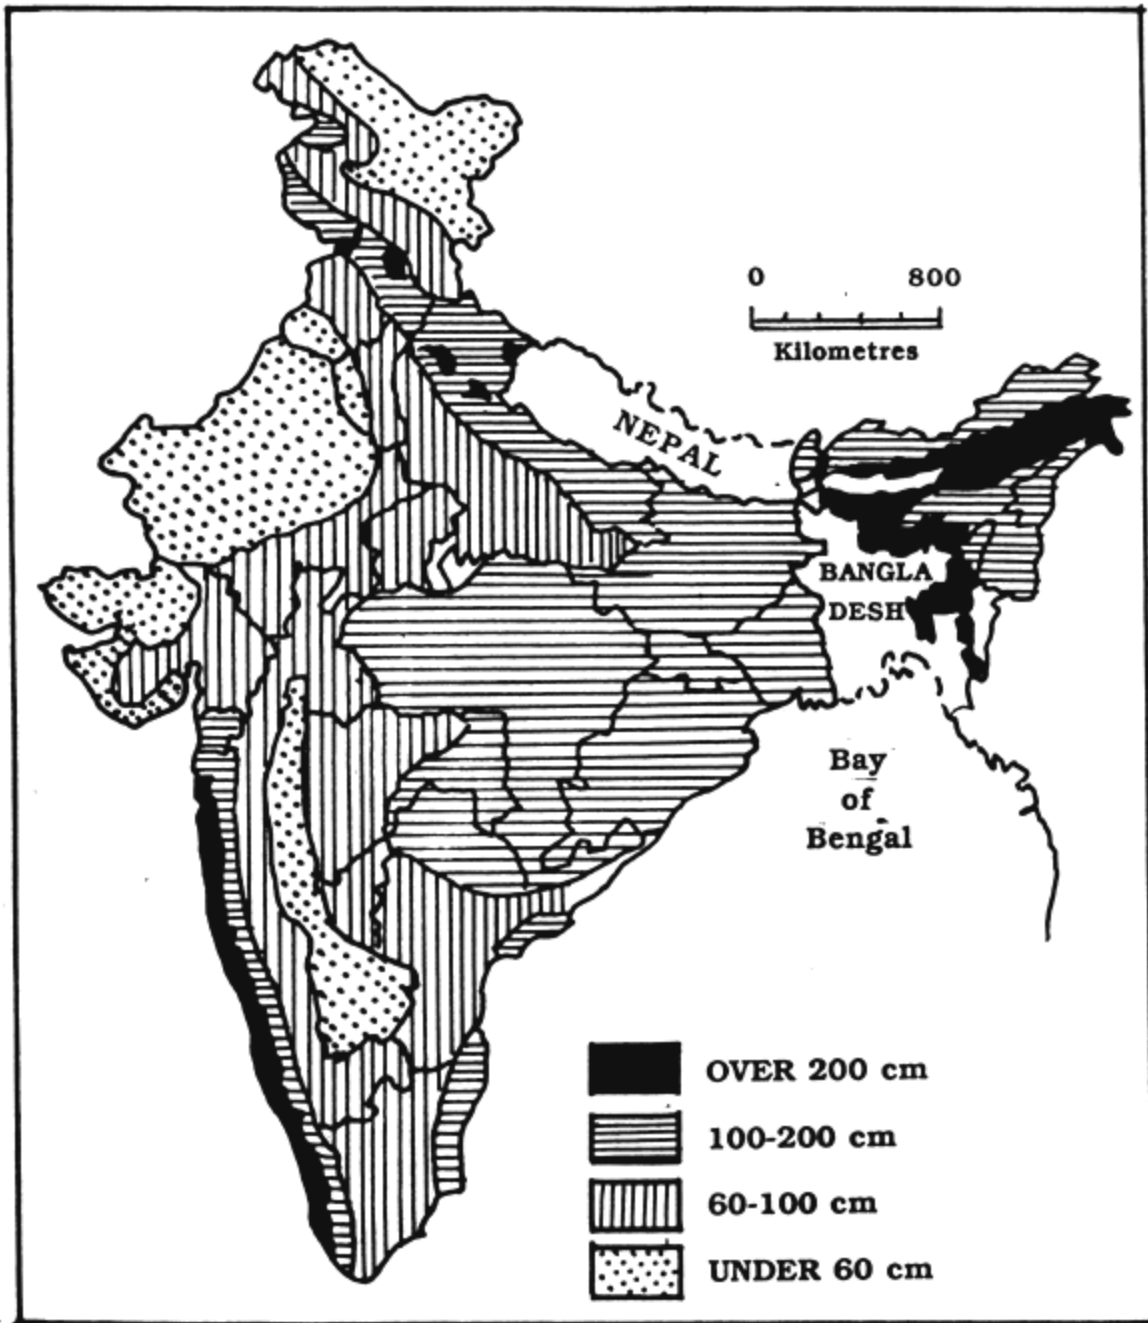 0 800
Kilometres
NEPAL
BANGLA
DESH
Bay
of
Bengal
OVER 200 cm
100-200 cm
60-100 cm
UNDER 60 cm